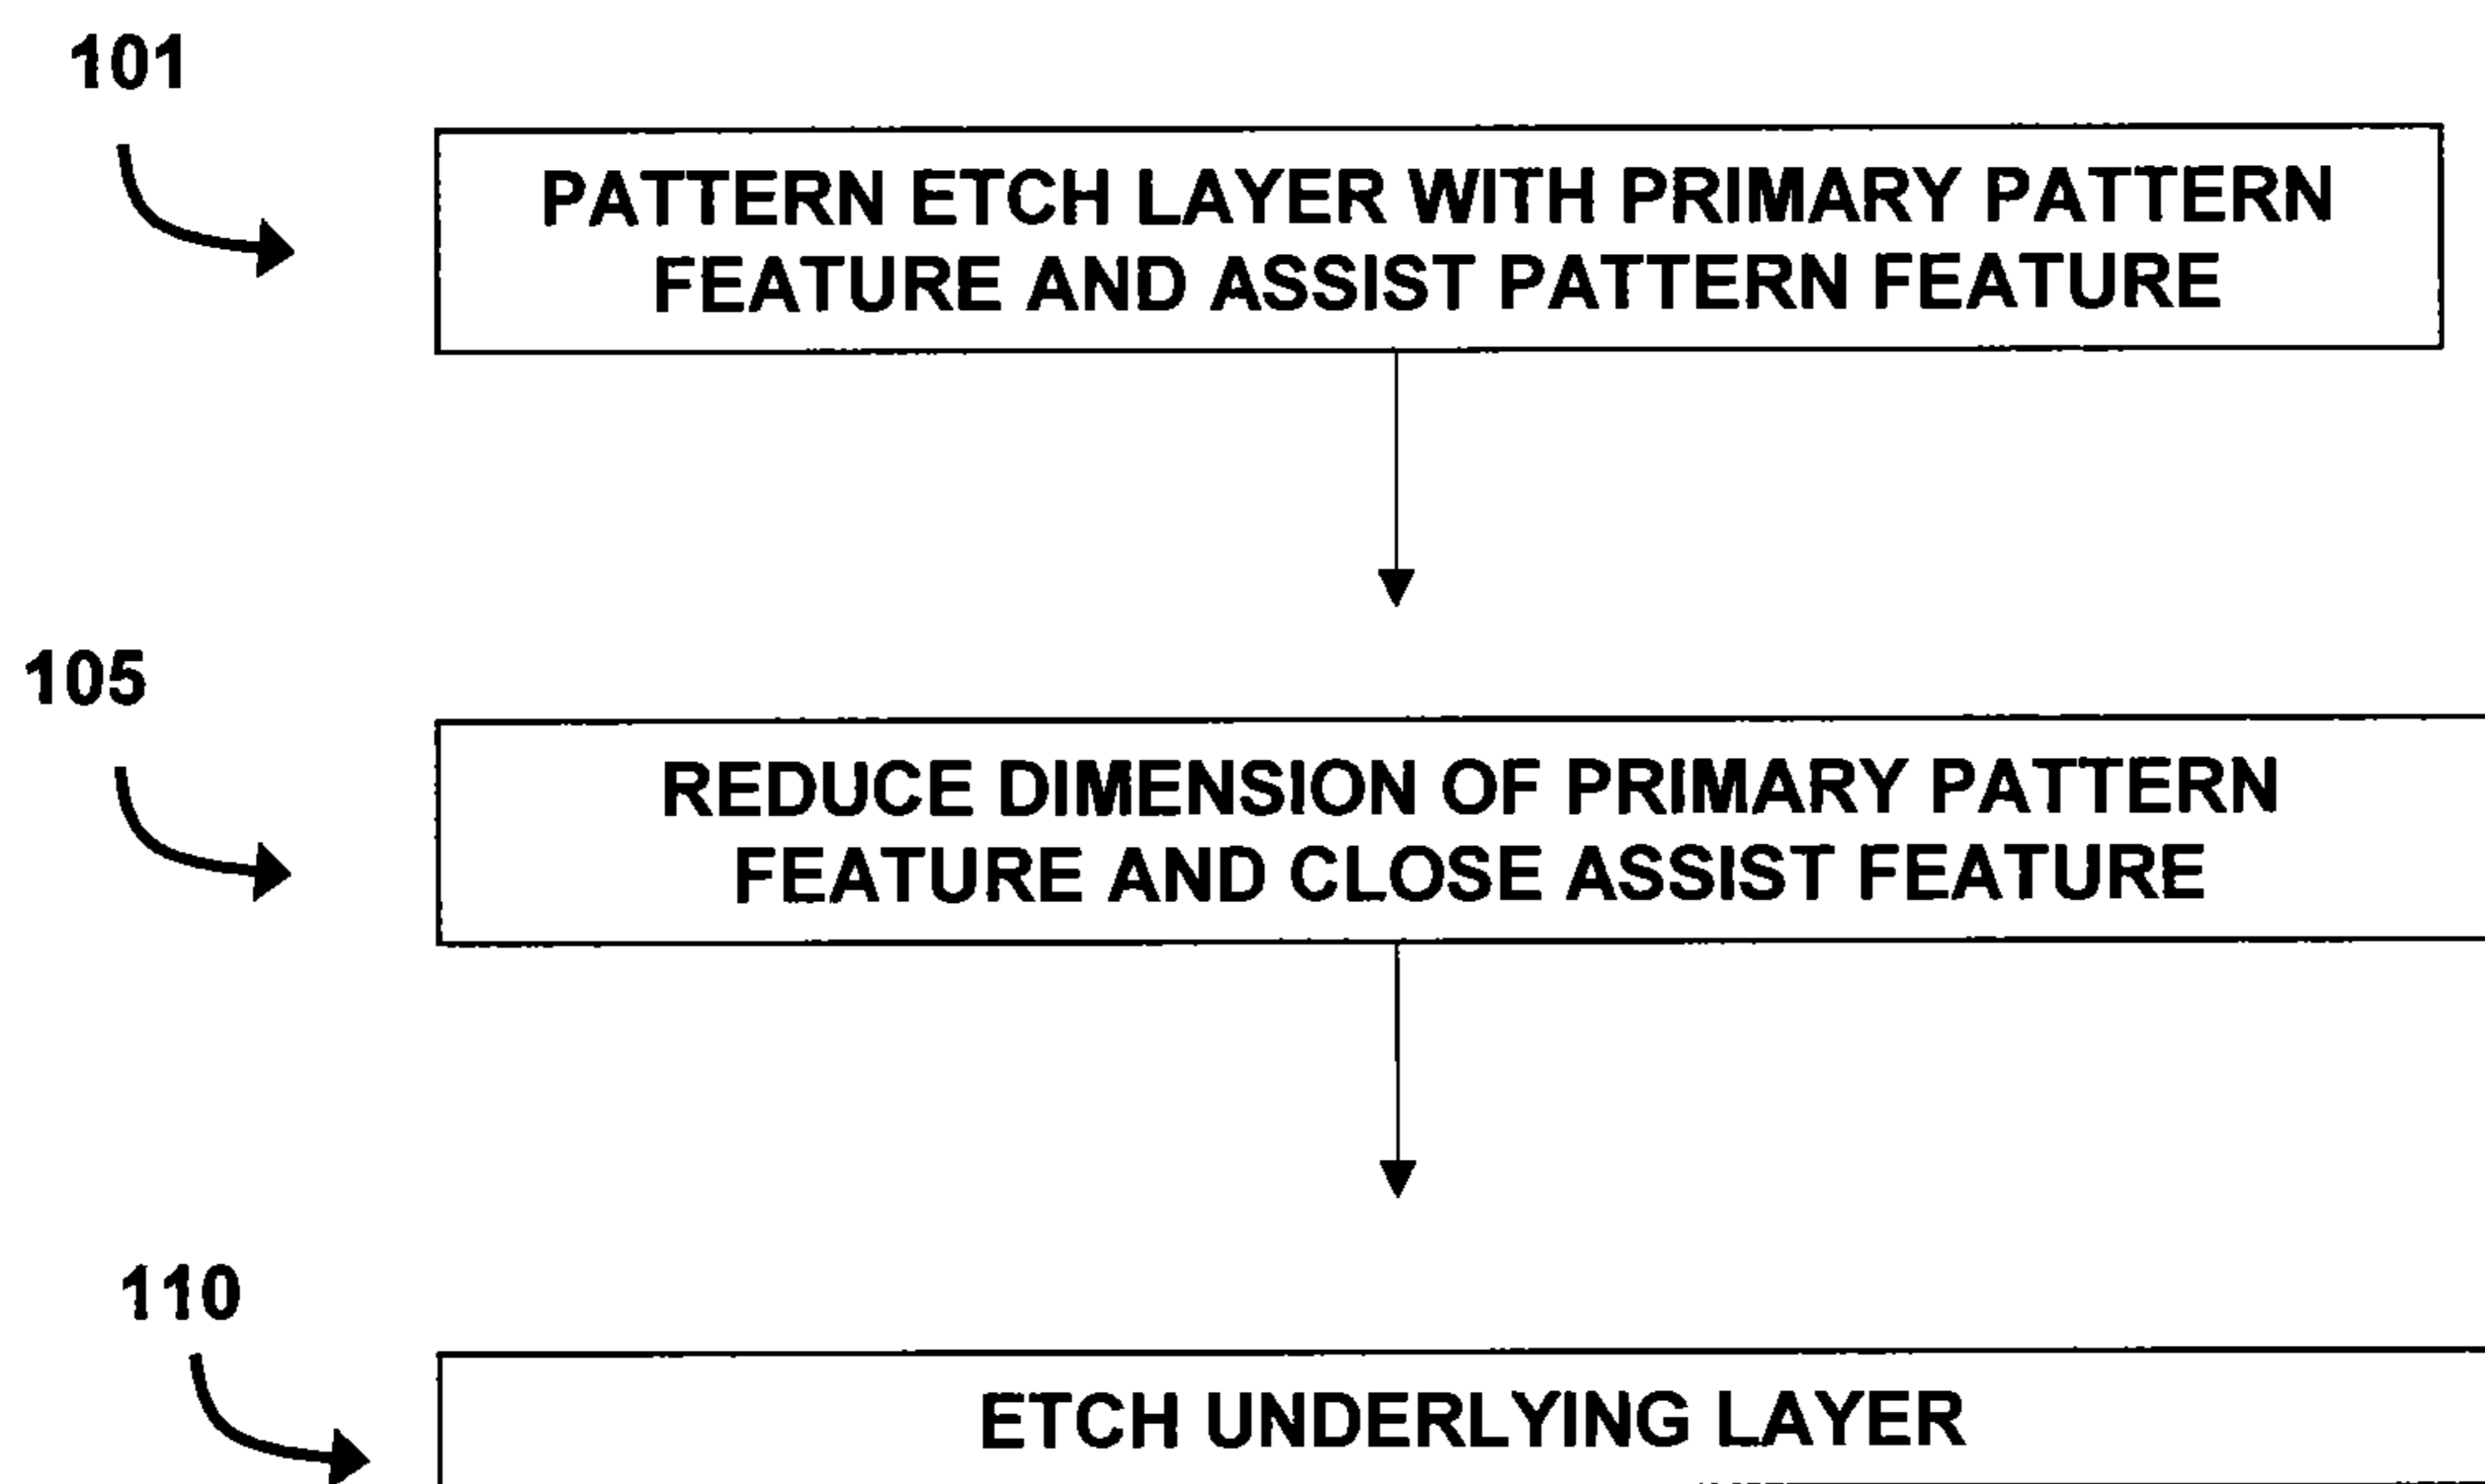 101
PATTERN ETCH LAYER WITH PRIMARY PATTERN
FEATURE AND ASSIST PATTERN FEATURE
105
REDUCE DIMENSION OF PRIMARY PATTERN
FEATURE AND CLOSE ASSIST FEATURE
110
ETCH UNDERLYING LAYER